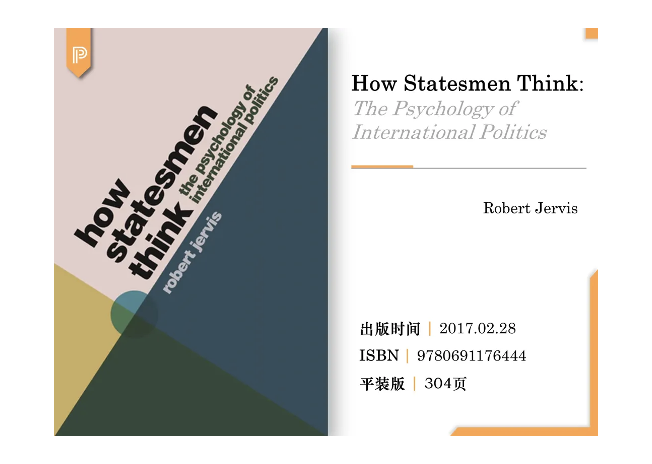 P
how
statesmen
think
the psychology of
international politics
robert jervis
How Statesmen Think:
The Psychology of
International Politics
Robert Jervis
出版时间 | 2017.02.28
ISBN | 9780691176444
平装版 | 304页